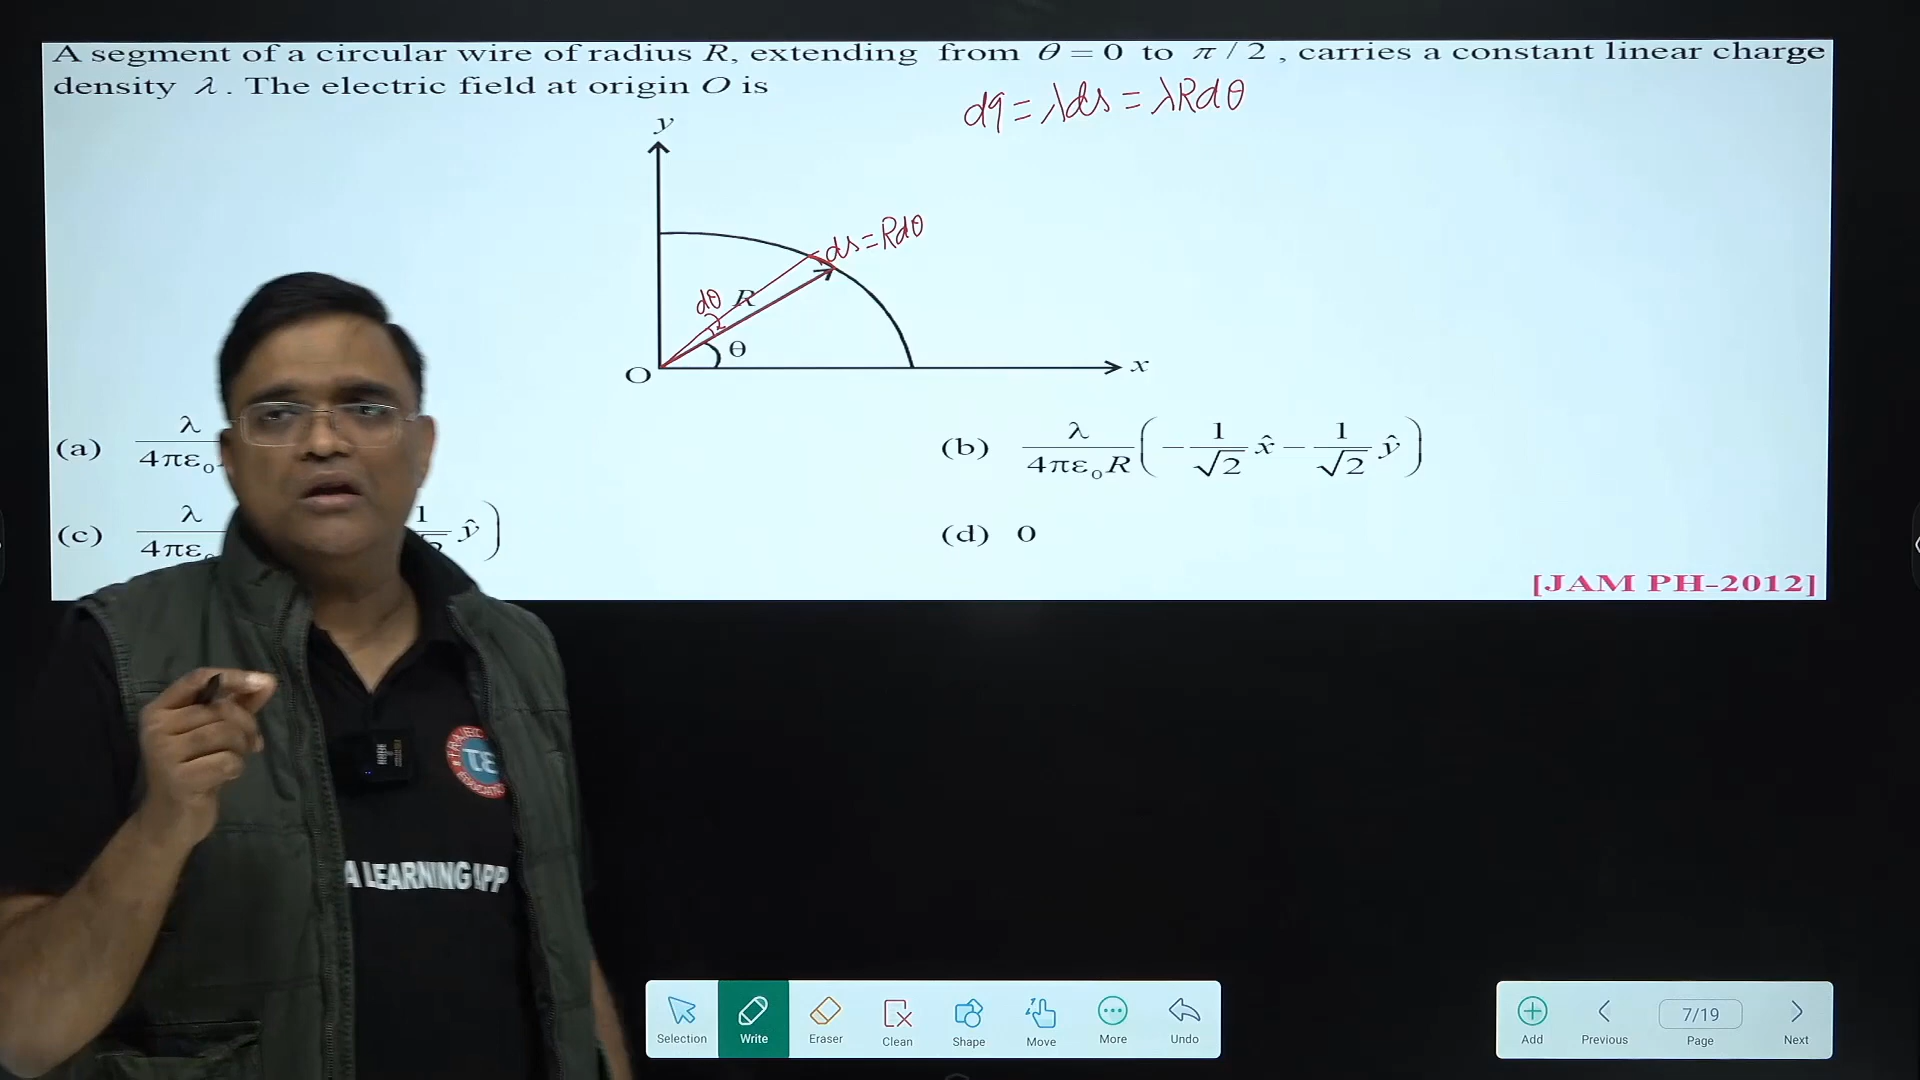 A segment of a circular wire of radius R, extending from θ = 0 to π / 2 , carries a constant linear charge
density λ . The electric field at origin O is
dq = λds = λRdθ
y
ds = Rdθ
dθ R
θ
O
x
(a) λ / 4πε₀
(b) λ / 4πε₀R ( − 1/√2 x̂ − 1/√2 ŷ )
(c) λ / 4πε₀ ŷ )
(d) 0
[JAM PH-2012]
TE
A LEARNING APP
Selection
Write
Eraser
Clean
Shape
Move
More
Undo
Add
Previous
7/19
Page
Next